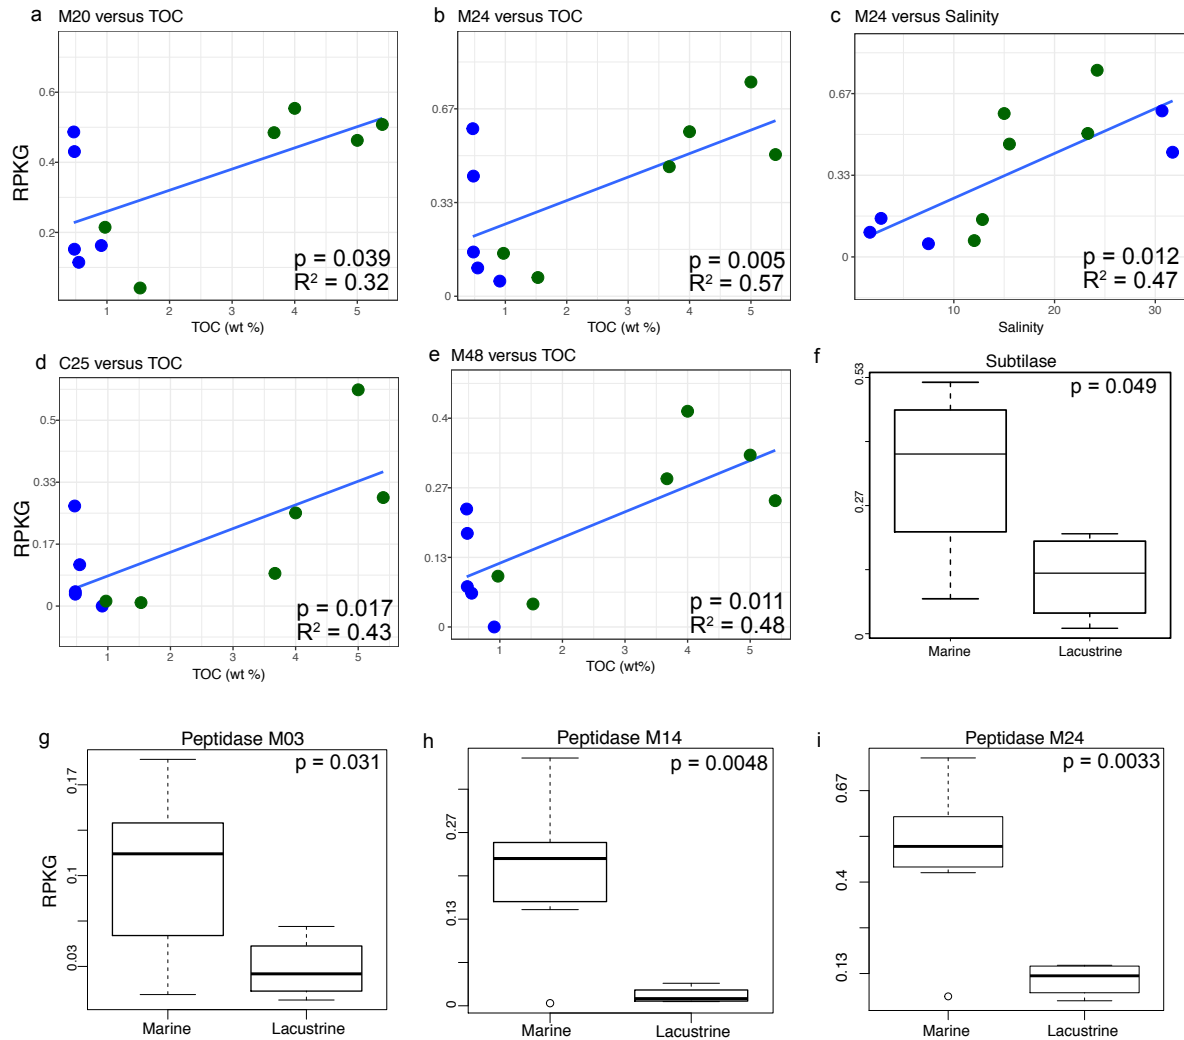 a M20 versus TOC
0.6
0.4
0.2
RPKG
p = 0.039
R² = 0.32
1 2 3 4 5
TOC (wt %)
b M24 versus TOC
0.67
0.33
0
p = 0.005
R² = 0.57
1 2 3 4 5
TOC (wt %)
c M24 versus Salinity
0.67
0.33
0
p = 0.012
R² = 0.47
10 20 30
Salinity
d C25 versus TOC
0.5
0.33
0.17
0
RPKG
p = 0.017
R² = 0.43
1 2 3 4 5
TOC (wt %)
e M48 versus TOC
0.4
0.27
0.13
0
p = 0.011
R² = 0.48
1 2 3 4 5
TOC (wt%)
f Subtilase
p = 0.049
0.53
0.27
0
Marine Lacustrine
g Peptidase M03
p = 0.031
0.17
0.1
0.03
RPKG
Marine Lacustrine
h Peptidase M14
p = 0.0048
0.27
0.13
0
Marine Lacustrine
i Peptidase M24
p = 0.0033
0.67
0.4
0.13
Marine Lacustrine